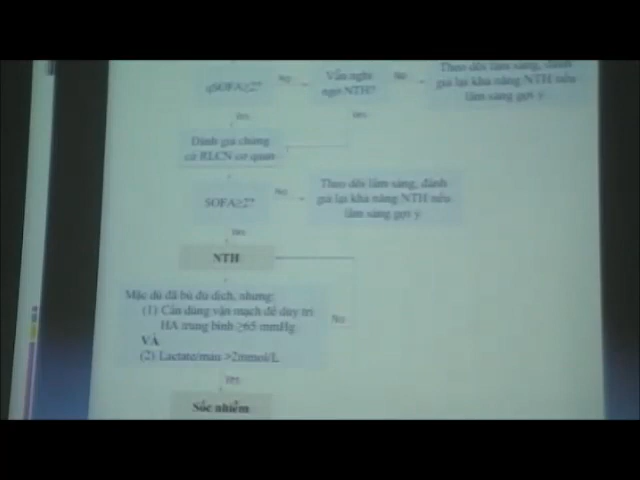 qSOFA≥2?
No
Vẫn nghi
ngờ NTH?
No
Theo dõi lâm sàng, đánh
giá lại khả năng NTH nếu
lâm sàng gợi ý
Yes
Yes
Đánh giá chứng
cứ RLCN cơ quan
SOFA≥2?
No
Theo dõi lâm sàng, đánh
giá lại khả năng NTH nếu
lâm sàng gợi ý
Yes
NTH
Mặc dù đã bù đủ dịch, nhưng:
(1) Cần dùng vận mạch để duy trì
HA trung bình ≥65 mmHg
VÀ
(2) Lactate/máu >2mmol/L
No
Yes
Sốc nhiễm